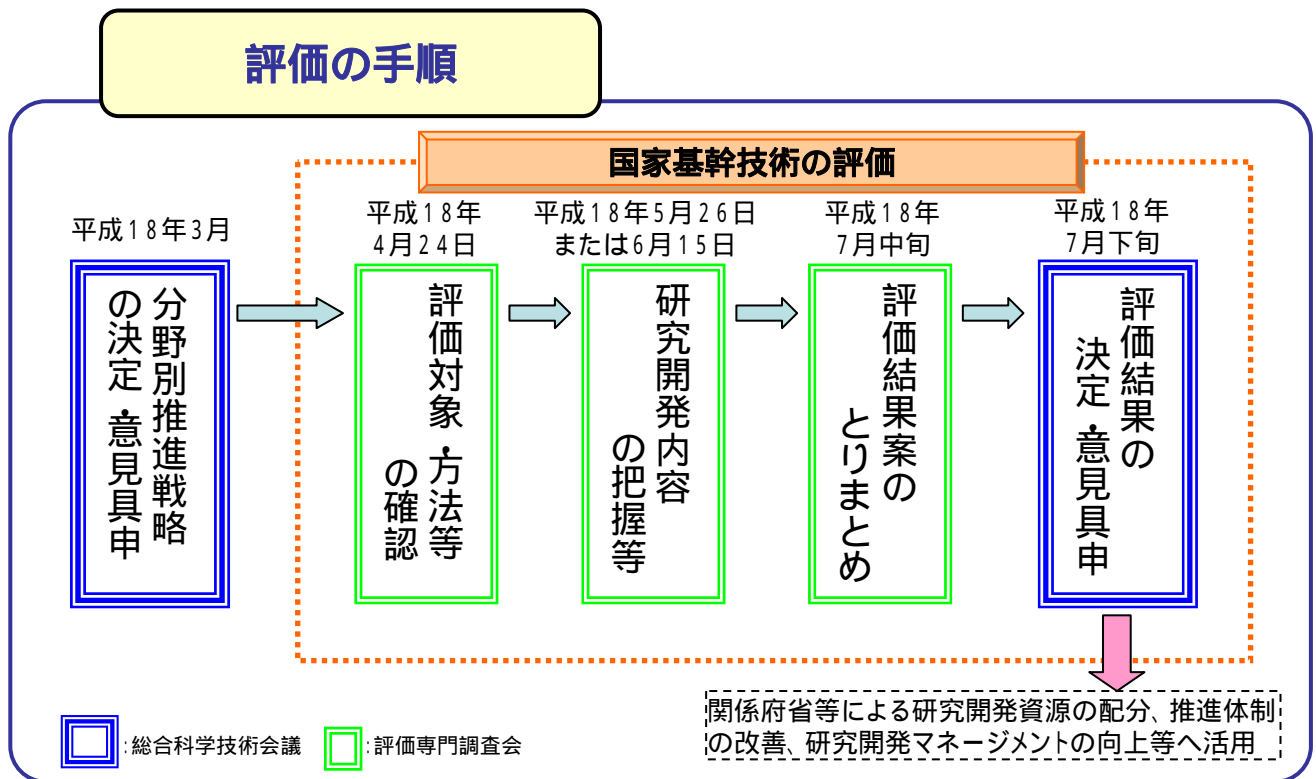 評価の手順
国家基幹技術の評価
平成18年3月
分野別推進戦略
の決定・意見具申
平成18年
4月24日
評価対象・方法等
の確認
平成18年5月26日
または6月15日
研究開発内容
の把握等
平成18年
7月中旬
評価結果案の
とりまとめ
平成18年
7月下旬
評価結果の
決定・意見具申
関係府省等による研究開発資源の配分、推進体制
の改善、研究開発マネージメントの向上等へ活用
:総合科学技術会議
:評価専門調査会